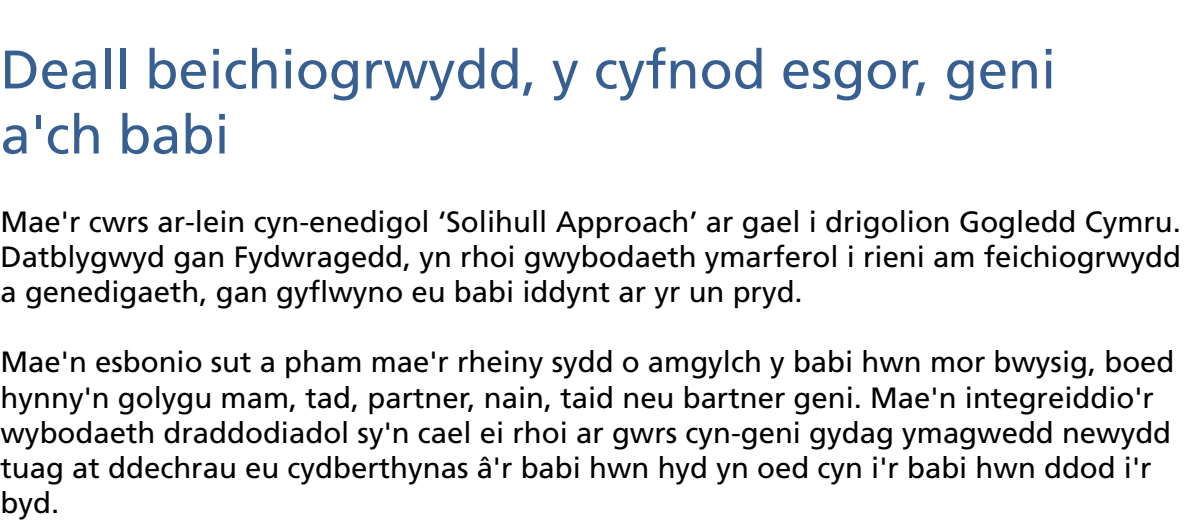 Deall beichiogrwydd, y cyfnod esgor, geni
a'ch babi
Mae'r cwrs ar-lein cyn-enedigol ‘Solihull Approach’ ar gael i drigolion Gogledd Cymru.
Datblygwyd gan Fydwragedd, yn rhoi gwybodaeth ymarferol i rieni am feichiogrwydd
a genedigaeth, gan gyflwyno eu babi iddynt ar yr un pryd.
Mae'n esbonio sut a pham mae'r rheiny sydd o amgylch y babi hwn mor bwysig, boed
hynny'n golygu mam, tad, partner, nain, taid neu bartner geni. Mae'n integreiddio'r
wybodaeth draddodiadol sy'n cael ei rhoi ar gwrs cyn-geni gydag ymagwedd newydd
tuag at ddechrau eu cydberthynas â'r babi hwn hyd yn oed cyn i'r babi hwn ddod i'r
byd.